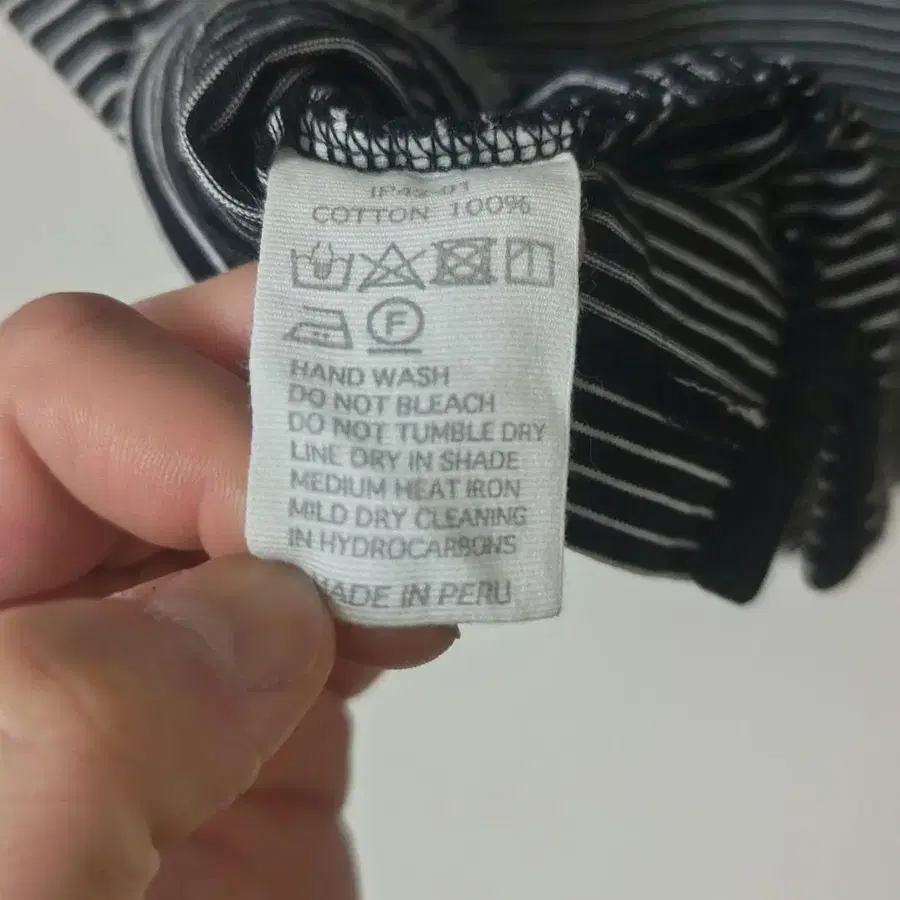 COTTON 100%
F
HAND WASH
DO NOT BLEACH
DO NOT TUMBLE DRY
LINE DRY IN SHADE
MEDIUM HEAT IRON
MILD DRY CLEANING
IN HYDROCARBONS
MADE IN PERU